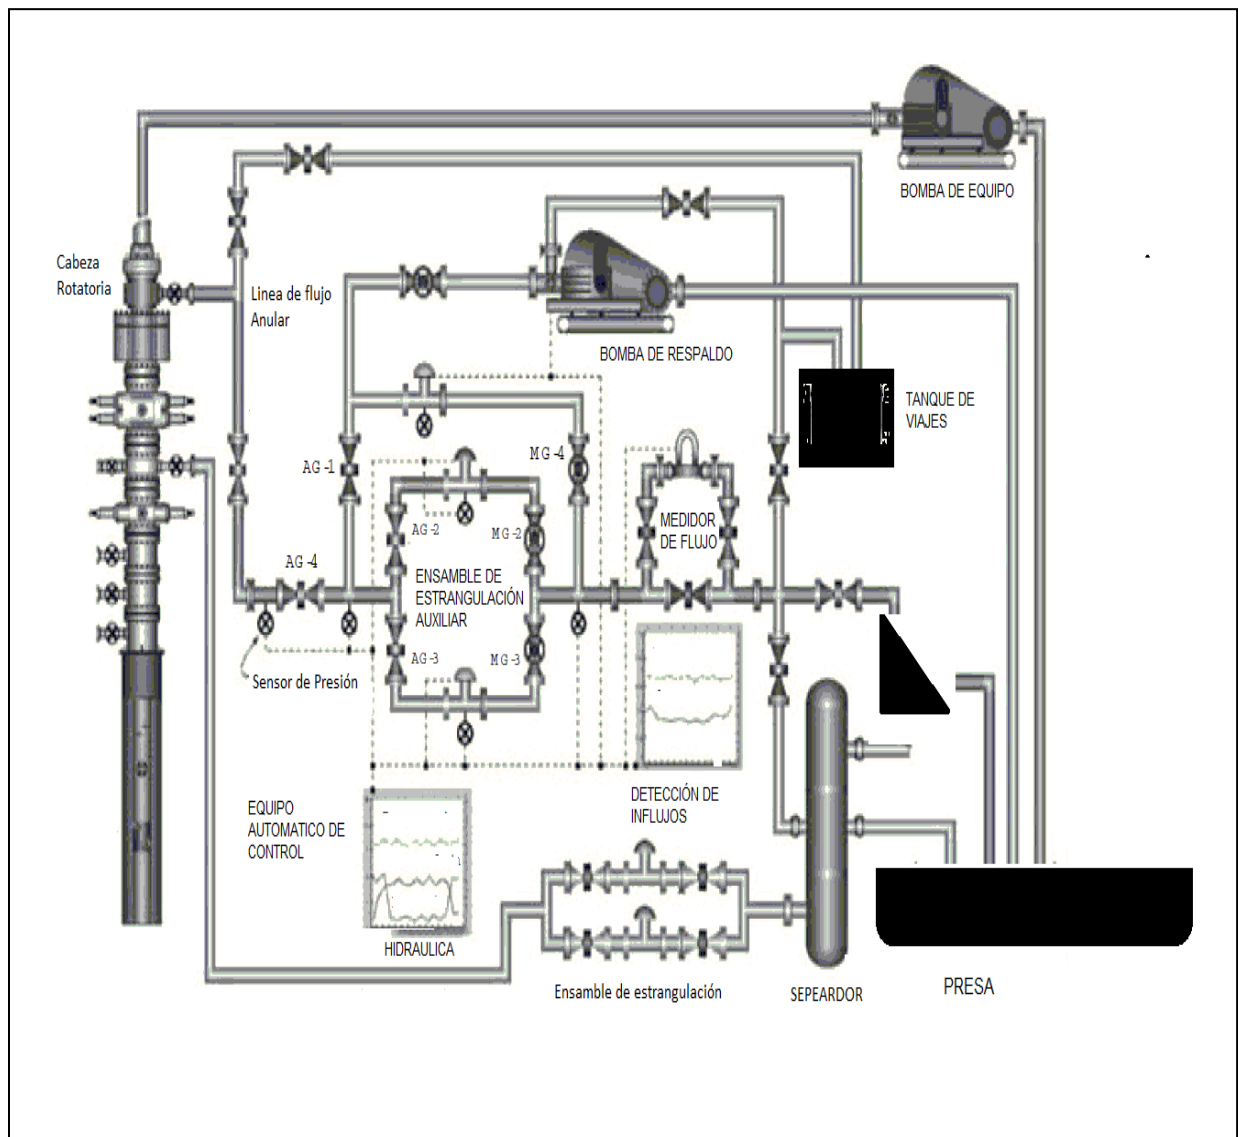 BOMBA DE EQUIPO
Cabeza
Rotatoria
Linea de flujo
Anular
BOMBA DE RESPALDO
TANQUE DE
VIAJES
AG-1
MG-4
AG-2
MG-2
MEDIDOR
DE FLUJO
AG-4
ENSAMBLE DE
ESTRANGULACIÓN
AUXILIAR
AG-3
MG-3
Sensor de Presión
EQUIPO
AUTOMATICO DE
CONTROL
DETECCIÓN DE
INFLUJOS
HIDRAULICA
Ensamble de estrangulación
SEPEARDOR
PRESA